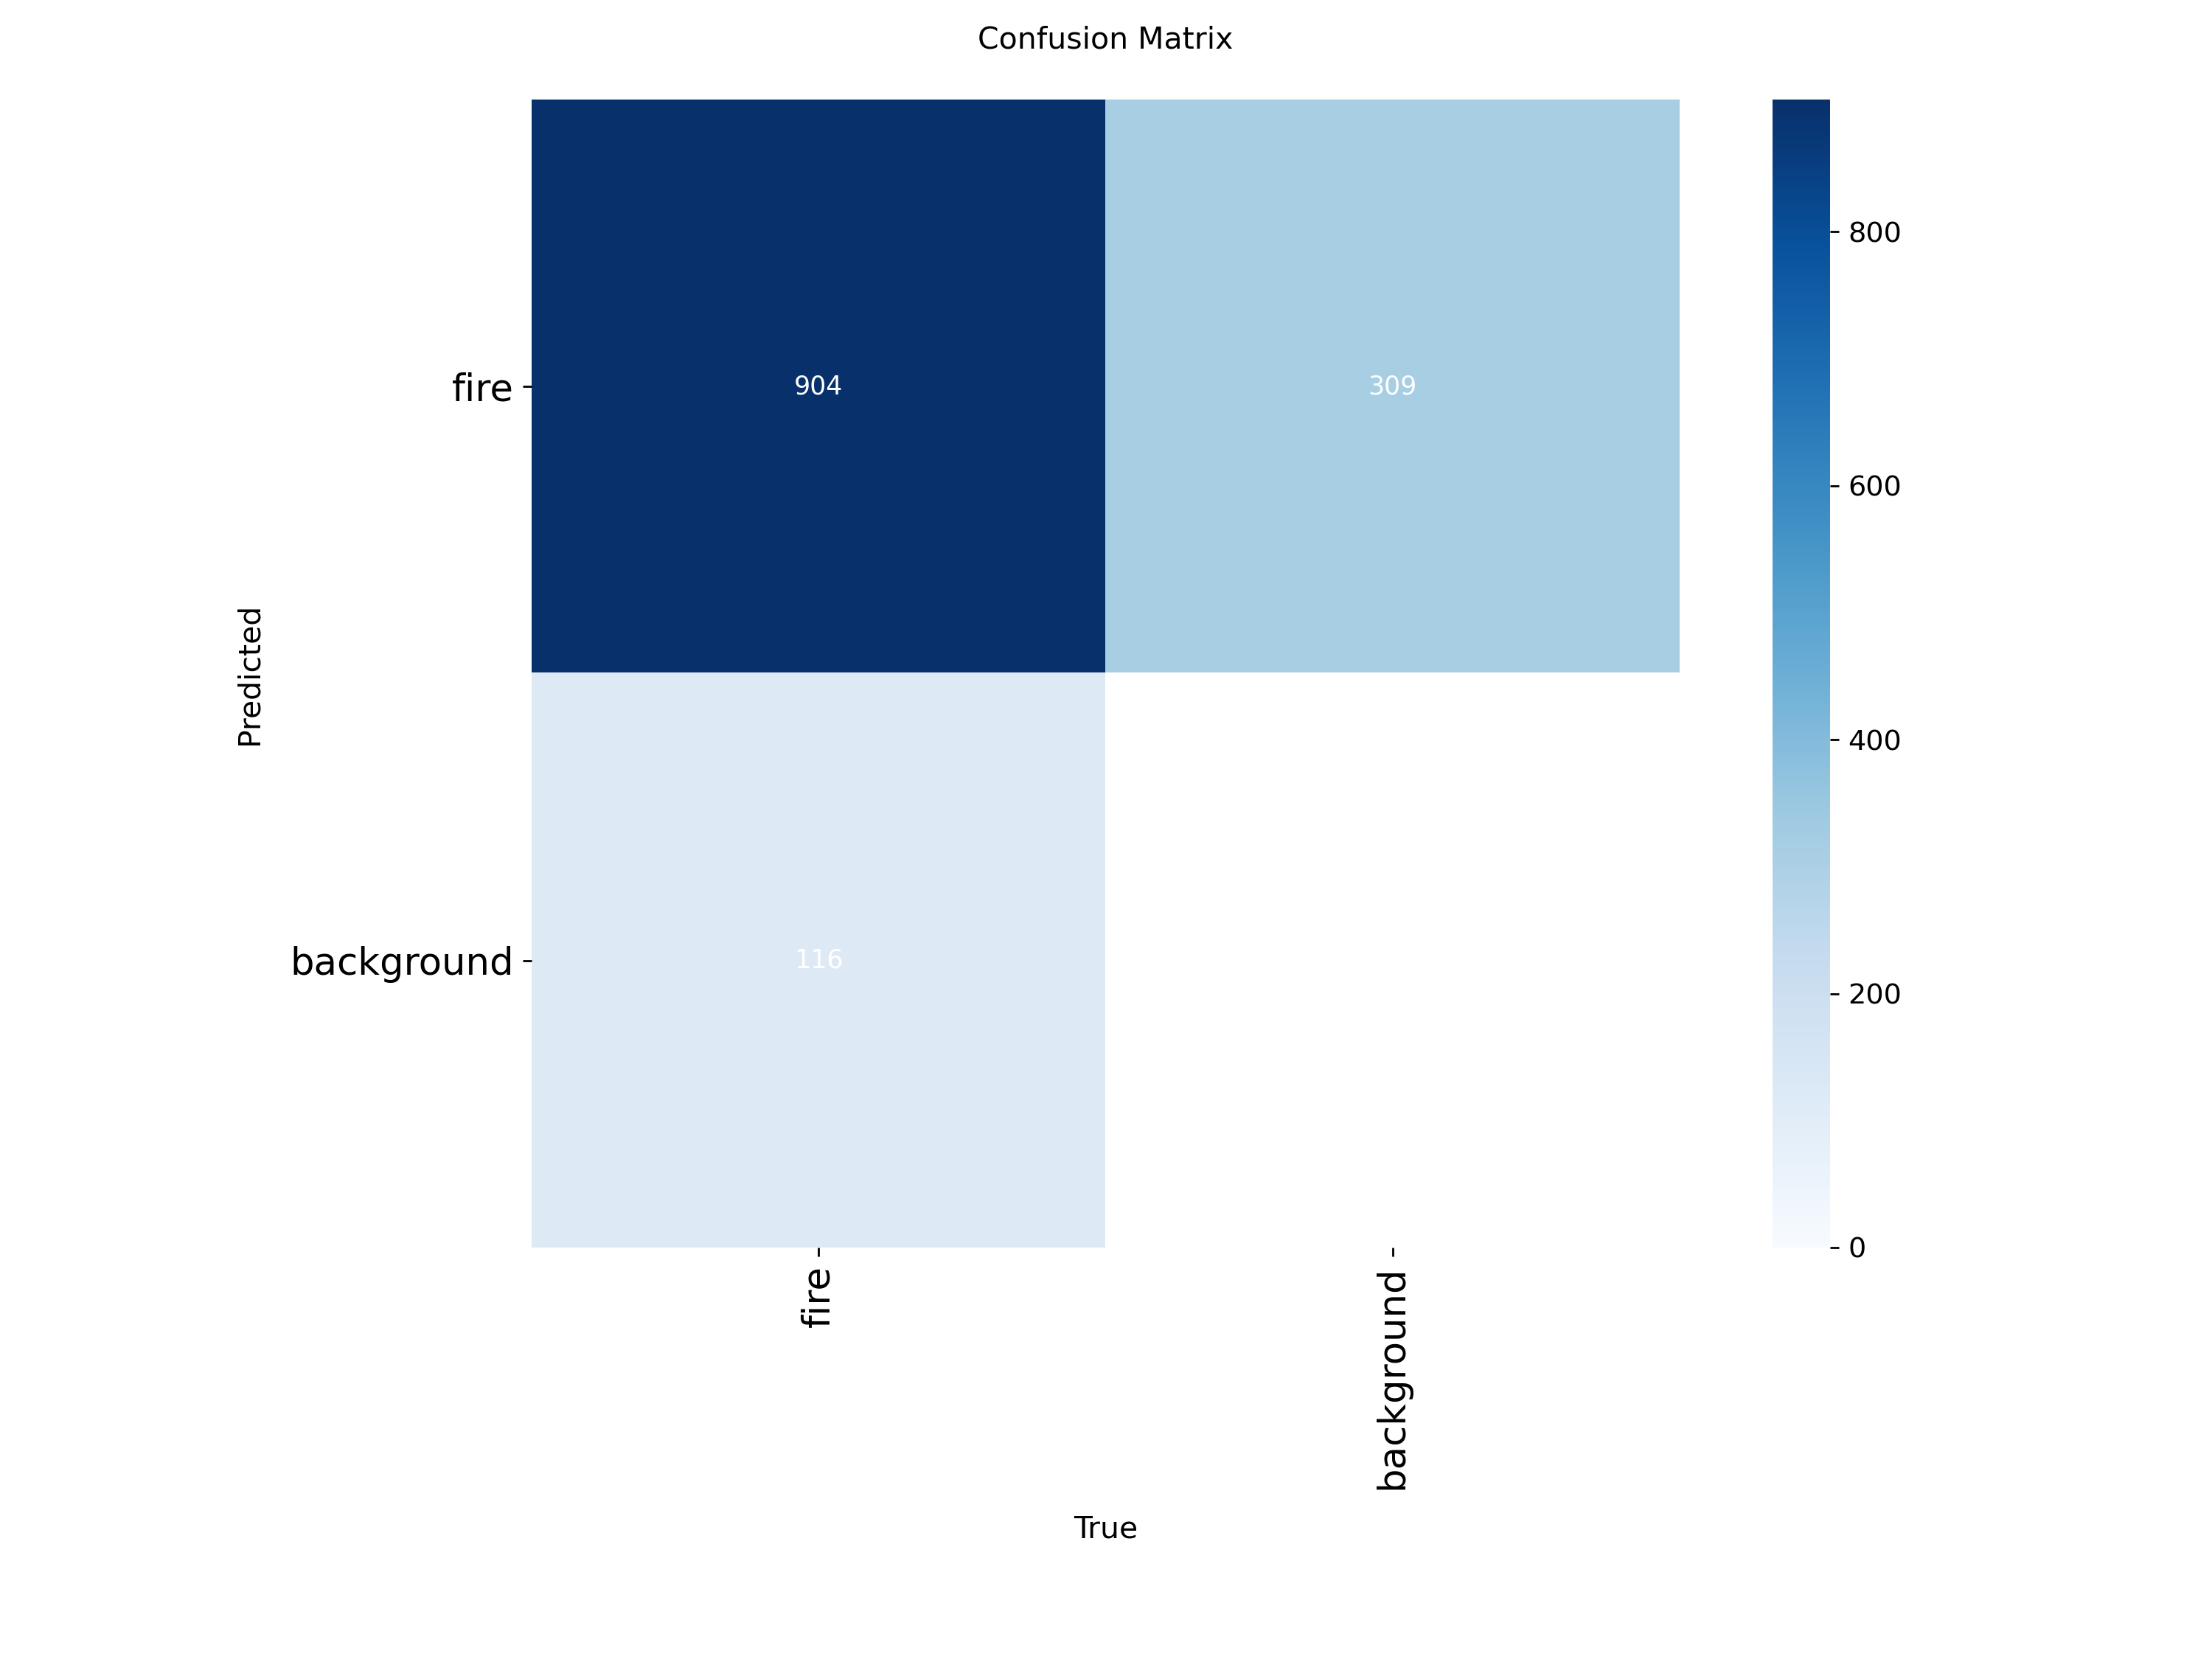 Confusion Matrix
904
309
116
fire
background
Predicted
fire
background
True
800
600
400
200
0